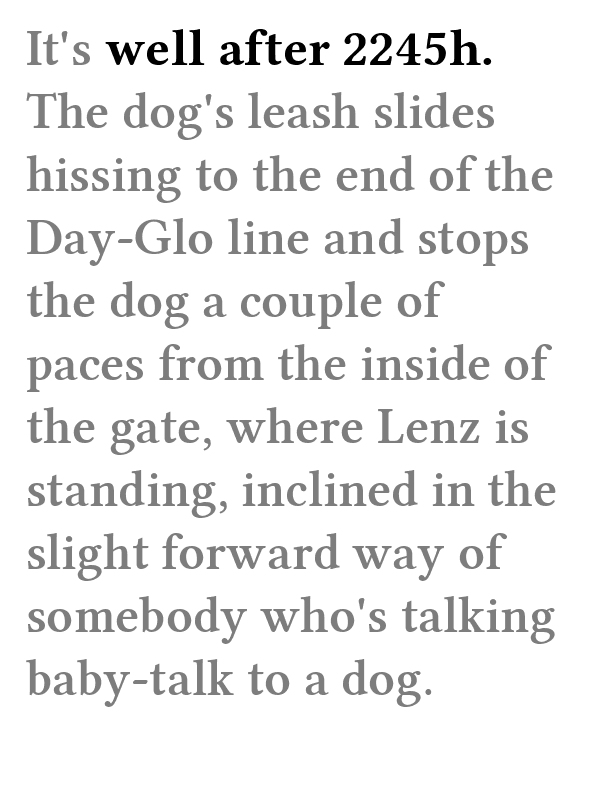 It's well after 2245h.
The dog's leash slides
hissing to the end of the
Day-Glo line and stops
the dog a couple of
paces from the inside of
the gate, where Lenz is
standing, inclined in the
slight forward way of
somebody who's talking
baby-talk to a dog.